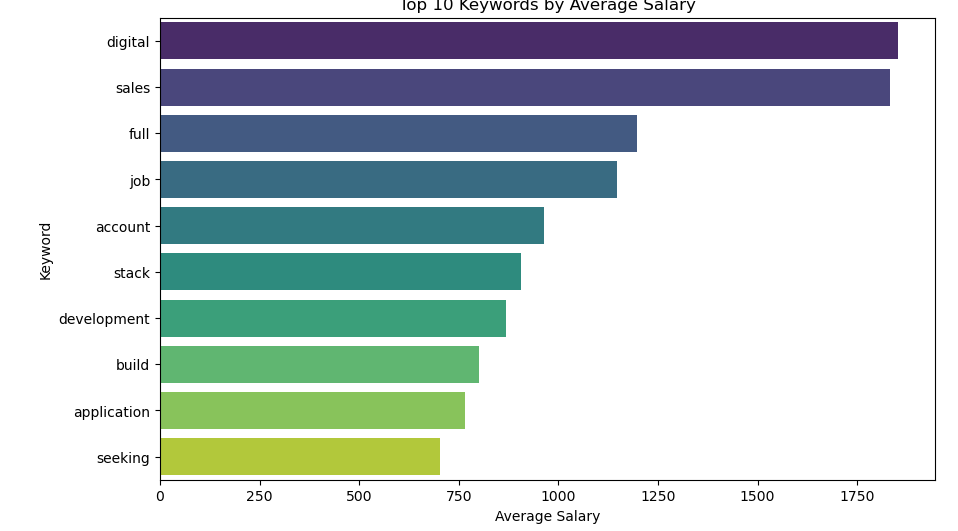 Top 10 Keywords by Average Salary
digital
sales
full
job
account
stack
development
build
application
seeking
Keyword
0 250 500 750 1000 1250 1500 1750
Average Salary